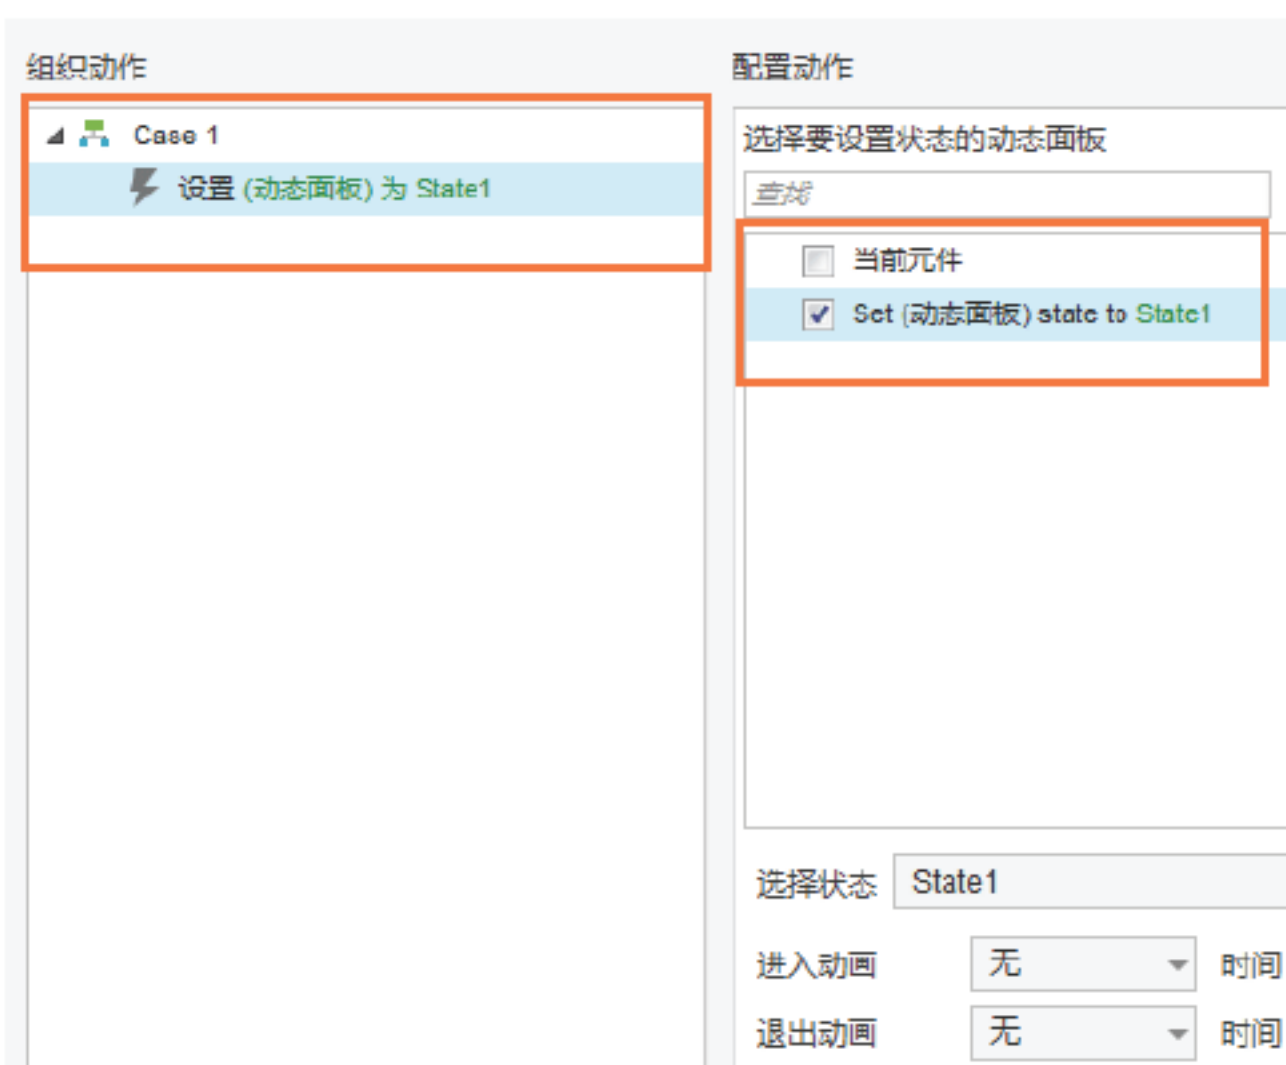 组织动作
Case 1
设置 (动态面板) 为 State1
配置动作
选择要设置状态的动态面板
查找
当前元件
Set (动态面板) state to State1
选择状态 State1
进入动画 无 时间
退出动画 无 时间